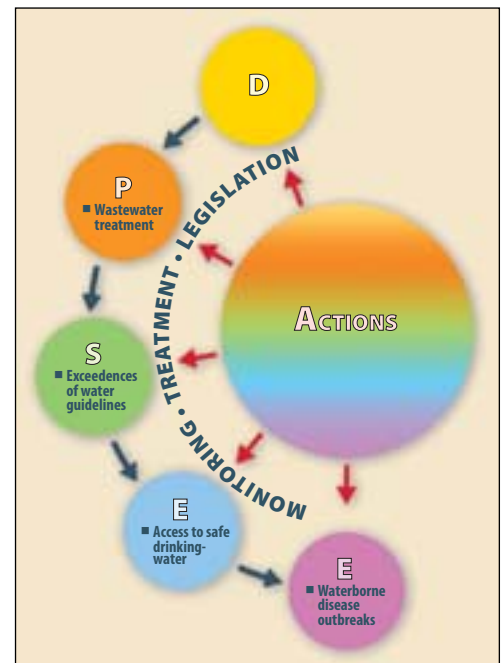 D
P
▪ Wastewater
treatment
S
▪ Exceedences
of water
guidelines
E
▪ Access to safe
drinking-
water
E
▪ Waterborne
disease
outbreaks
MONITORING • TREATMENT • LEGISLATION
ACTIONS